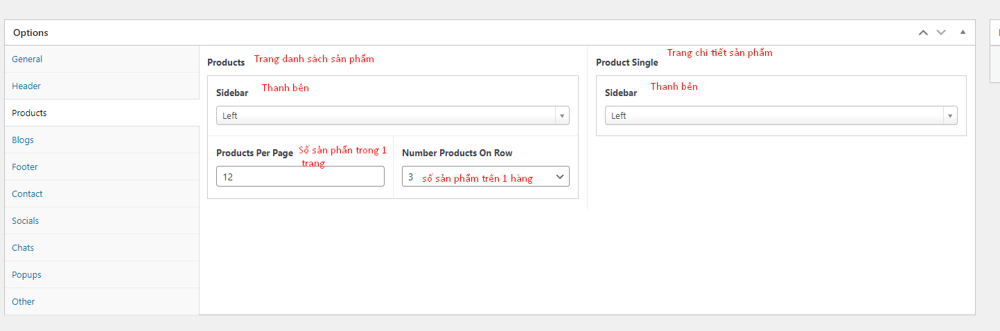 Options
General
Header
Products
Blogs
Footer
Contact
Socials
Chats
Popups
Other
Products Trang danh sách sản phẩm
Sidebar Thanh bên
Left
Products Per Page Số sản phẩn trong 1
trang
12
Number Products On Row
3 số sản phẩm trên 1 hàng
Trang chi tiết sản phẩm
Product Single
Sidebar Thanh bên
Left